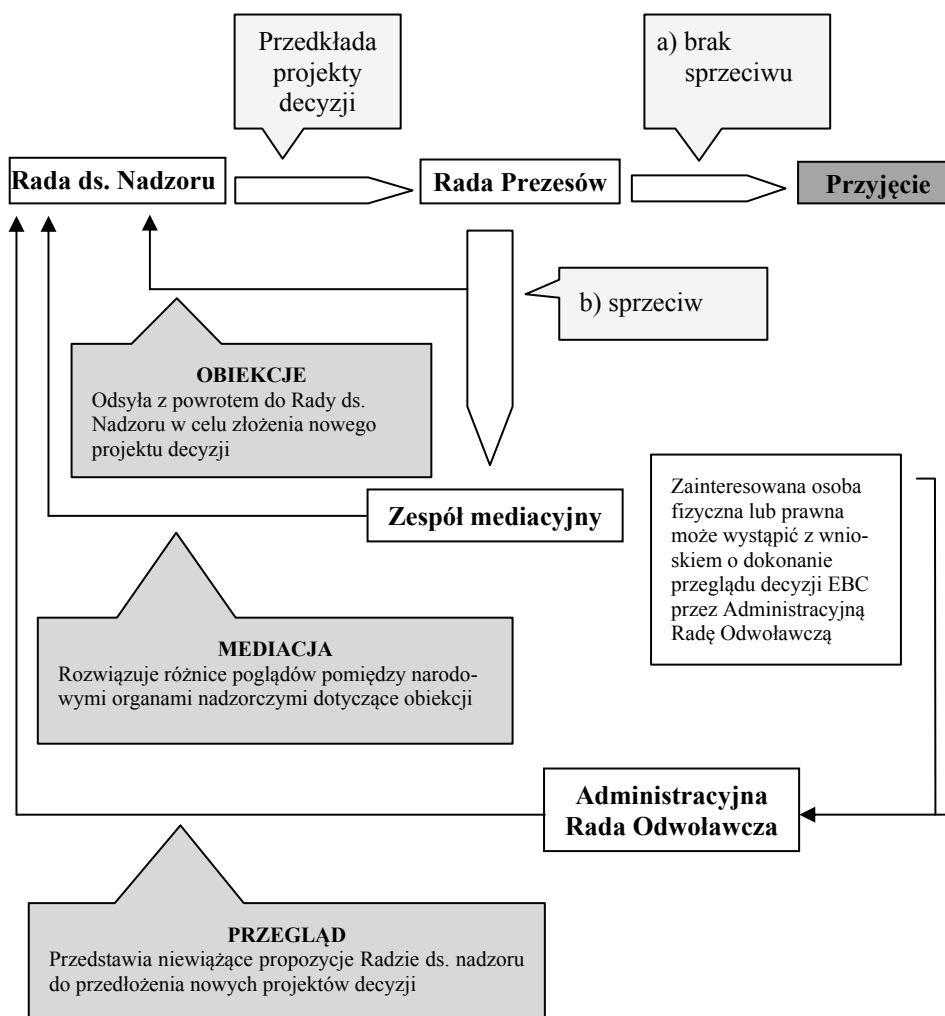 Przedkłada
projekty
decyzji
a) brak
sprzeciwu
Rada ds. Nadzoru
Rada Prezesów
Przyjęcie
b) sprzeciw
OBIEKCJE
Odsyła z powrotem do Rady ds.
Nadzoru w celu złożenia nowego
projektu decyzji
Zespół mediacyjny
Zainteresowana osoba
fizyczna lub prawna
może wystąpić z wnio-
skiem o dokonanie
przeglądu decyzji EBC
przez Administracyjną
Radę Odwoławczą
MEDIACJA
Rozwiązuje różnice poglądów pomiędzy narodo-
wymi organami nadzorczymi dotyczące obiekcji
Administracyjna
Rada Odwoławcza
PRZEGLĄD
Przedstawia niewiążące propozycje Radzie ds. nadzoru
do przedłożenia nowych projektów decyzji